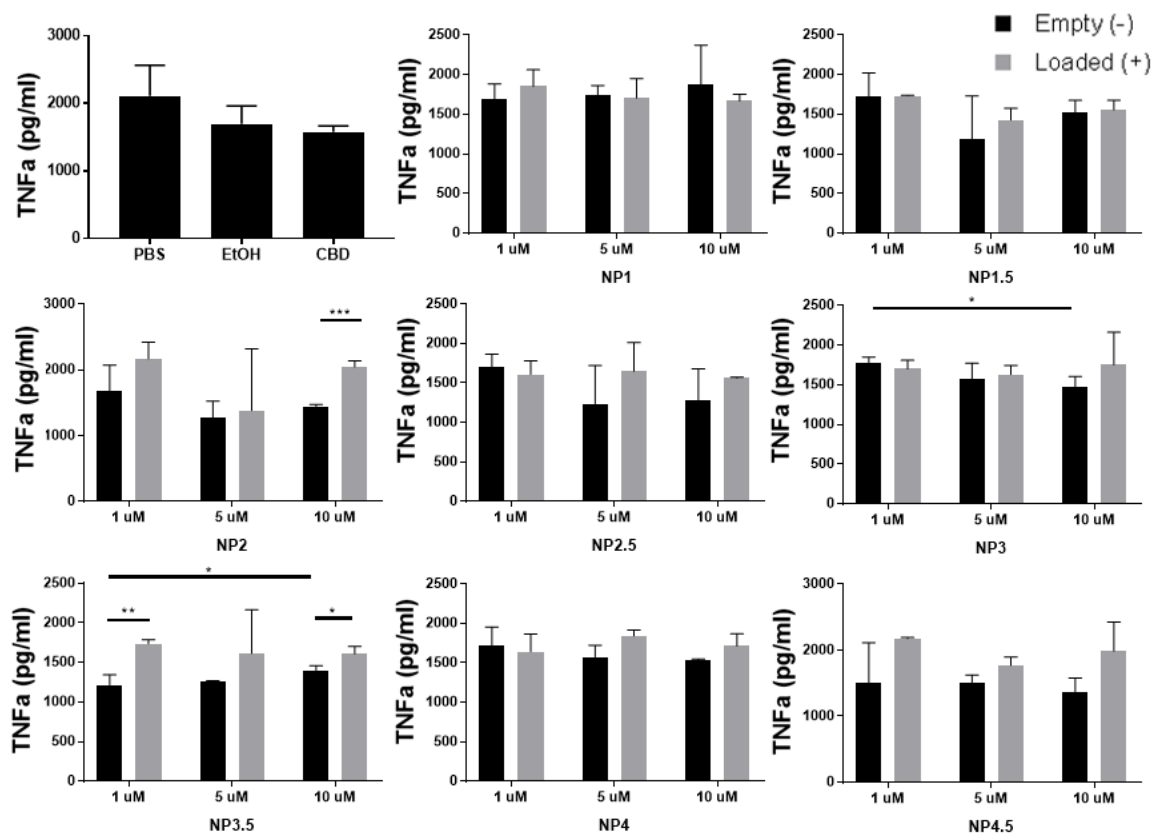 Empty (-)
Loaded (+)
TNFa (pg/ml)
3000
2000
1000
0
PBS EtOH CBD
TNFa (pg/ml)
2500
2000
1500
1000
500
0
1 uM 5 uM 10 uM
NP1
TNFa (pg/ml)
2500
2000
1500
1000
500
0
1 uM 5 uM 10 uM
NP1.5
TNFa (pg/ml)
3000
2000
1000
0
***
1 uM 5 uM 10 uM
NP2
TNFa (pg/ml)
2500
2000
1500
1000
500
0
1 uM 5 uM 10 uM
NP2.5
TNFa (pg/ml)
2500
2000
1500
1000
500
0
*
1 uM 5 uM 10 uM
NP3
TNFa (pg/ml)
2500
2000
1500
1000
500
0
*
** *
1 uM 5 uM 10 uM
NP3.5
TNFa (pg/ml)
2500
2000
1500
1000
500
0
1 uM 5 uM 10 uM
NP4
TNFa (pg/ml)
3000
2000
1000
0
1 uM 5 uM 10 uM
NP4.5